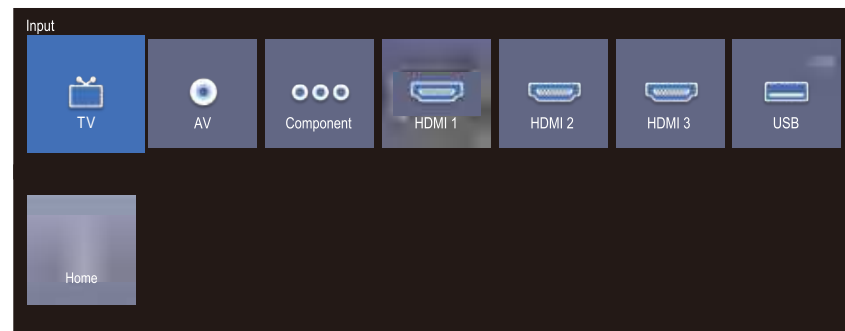 Input
TV
AV
Component
HDMI 1
HDMI 2
HDMI 3
USB
Home